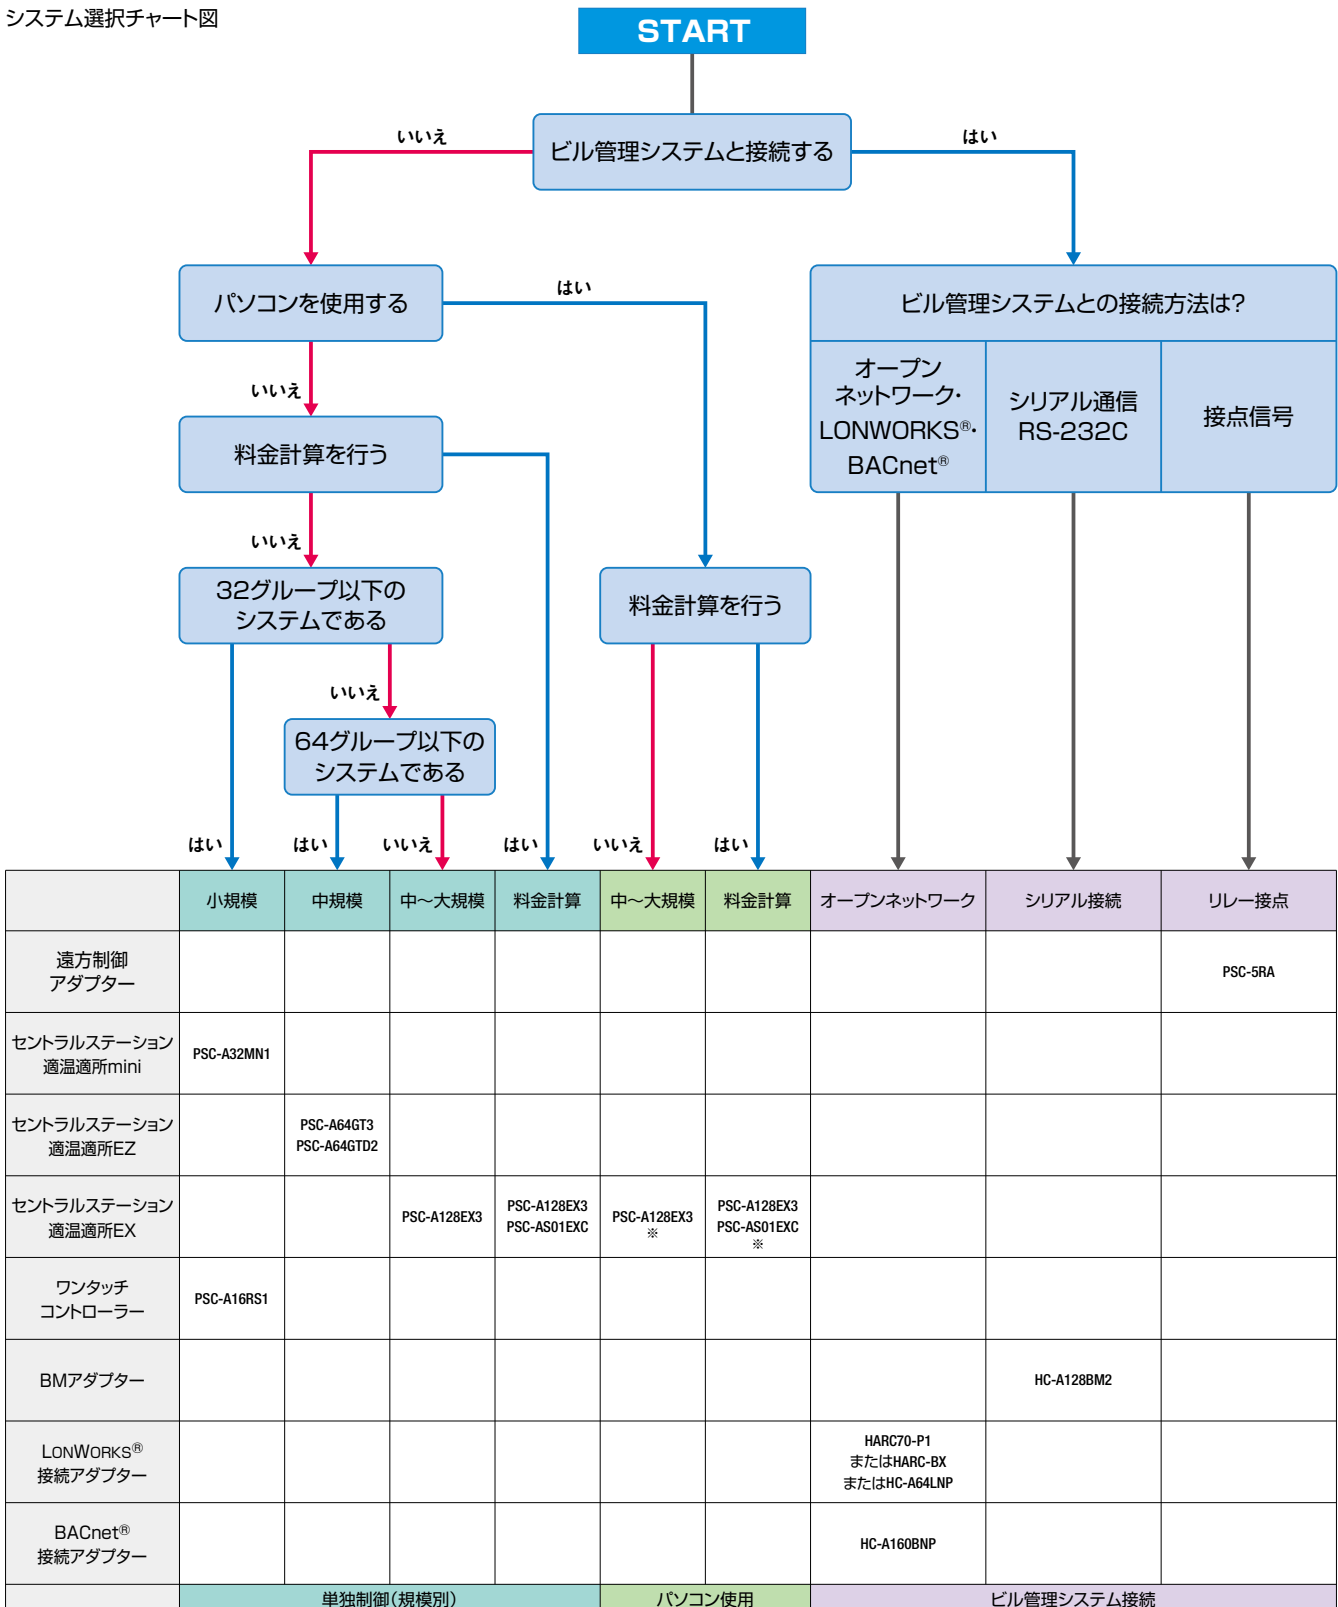 システム選択チャート図
START
ビル管理システムと接続する
いいえ
はい
パソコンを使用する
はい
ビル管理システムとの接続方法は?
オープン
ネットワーク・
LONWORKS®・
BACnet®
シリアル通信
RS-232C
接点信号
いいえ
料金計算を行う
いいえ
32グループ以下の
システムである
料金計算を行う
いいえ
64グループ以下の
システムである
はい
はい
いいえ
はい
いいえ
はい
小規模
中規模
中〜大規模
料金計算
中〜大規模
料金計算
オープンネットワーク
シリアル接続
リレー接点
遠方制御
アダプター
PSC-5RA
セントラルステーション
適温適所mini
PSC-A32MN1
セントラルステーション
適温適所EZ
PSC-A64GT3
PSC-A64GTD2
セントラルステーション
適温適所EX
PSC-A128EX3
PSC-A128EX3
PSC-AS01EXC
PSC-A128EX3
※
PSC-A128EX3
PSC-AS01EXC
※
ワンタッチ
コントローラー
PSC-A16RS1
BMアダプター
HC-A128BM2
LONWORKS®
接続アダプター
HARC70-P1
またはHARC-BX
またはHC-A64LNP
BACnet®
接続アダプター
HC-A160BNP
単独制御(規模別)
パソコン使用
ビル管理システム接続